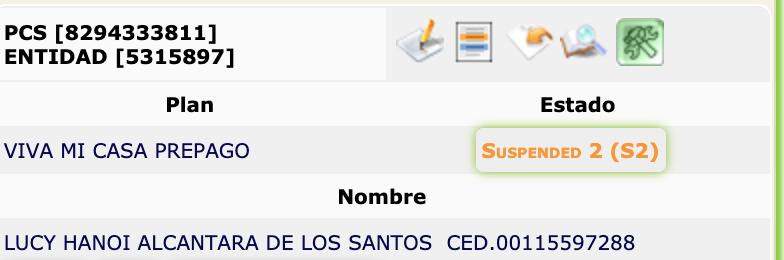 PCS [8294333811]
ENTIDAD [5315897]
Plan Estado
VIVA MI CASA PREPAGO SUSPENDED 2 (S2)
Nombre
LUCY HANOI ALCANTARA DE LOS SANTOS CED.00115597288